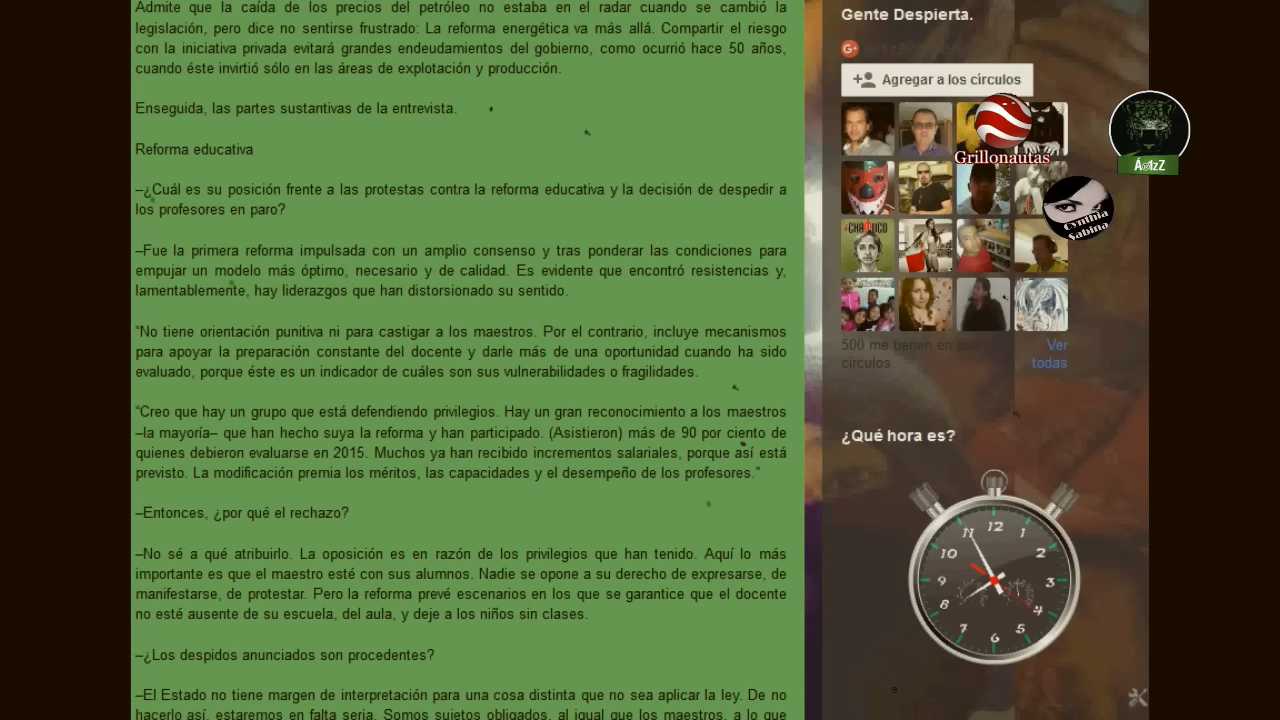 Admite que la caída de los precios del petróleo no estaba en el radar cuando se cambió la
legislación, pero dice no sentirse frustrado: La reforma energética va más allá. Compartir el riesgo
con la iniciativa privada evitará grandes endeudamientos del gobierno, como ocurrió hace 50 años,
cuando éste invirtió sólo en las áreas de explotación y producción.
Enseguida, las partes sustantivas de la entrevista.
Reforma educativa
–¿Cuál es su posición frente a las protestas contra la reforma educativa y la decisión de despedir a
los profesores en paro?
–Fue la primera reforma impulsada con un amplio consenso y tras ponderar las condiciones para
empujar un modelo más óptimo, necesario y de calidad. Es evidente que encontró resistencias y,
lamentablemente, hay liderazgos que han distorsionado su sentido.
“No tiene orientación punitiva ni para castigar a los maestros. Por el contrario, incluye mecanismos
para apoyar la preparación constante del docente y darle más de una oportunidad cuando ha sido
evaluado, porque éste es un indicador de cuáles son sus vulnerabilidades o fragilidades.
“Creo que hay un grupo que está defendiendo privilegios. Hay un gran reconocimiento a los maestros
–la mayoría– que han hecho suya la reforma y han participado. (Asistieron) más de 90 por ciento de
quienes debieron evaluarse en 2015. Muchos ya han recibido incrementos salariales, porque así está
previsto. La modificación premia los méritos, las capacidades y el desempeño de los profesores.”
–Entonces, ¿por qué el rechazo?
–No sé a qué atribuirlo. La oposición es en razón de los privilegios que han tenido. Aquí lo más
importante es que el maestro esté con sus alumnos. Nadie se opone a su derecho de expresarse, de
manifestarse, de protestar. Pero la reforma prevé escenarios en los que se garantice que el docente
no esté ausente de su escuela, del aula, y deje a los niños sin clases.
–¿Los despidos anunciados son procedentes?
–El Estado no tiene margen de interpretación para una cosa distinta que no sea aplicar la ley. De no
hacerlo así, estaremos en falta seria. Somos sujetos obligados, al igual que los maestros, a lo que
Gente Despierta.
G+
Agregar a los círculos
Grillonautas
Cynthia
Sabina
500 me tienen en
círculos.
Ver
todas
¿Qué hora es?
12
1
2
3
4
5
6
7
8
9
10
11